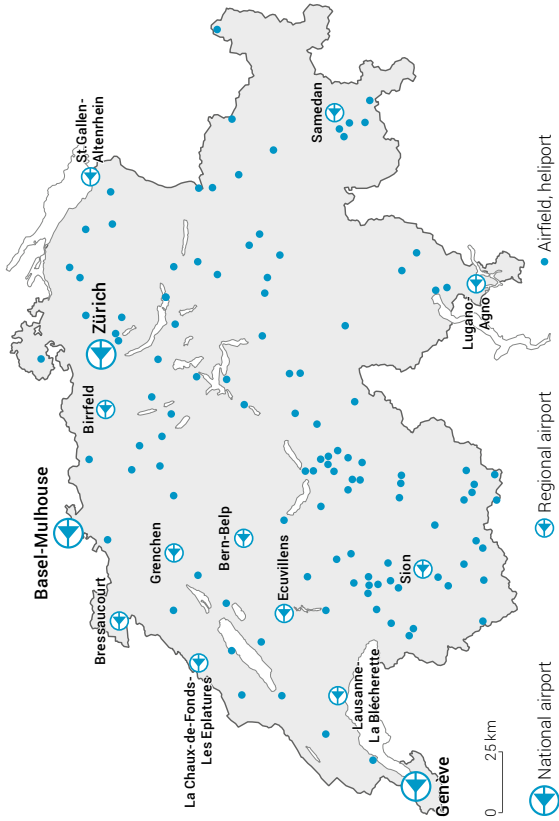 Basel-Mulhouse
Zürich
St.Gallen-
Altenrhein
Bressaucourt
Birrfeld
Grenchen
La Chaux-de-Fonds-
Les Eplatures
Bern-Belp
Ecuvillens
Samedan
Lausanne-
La Blécherette
Sion
Genève
Lugano-
Agno
0
25 km
National airport
Regional airport
Airfield, heliport